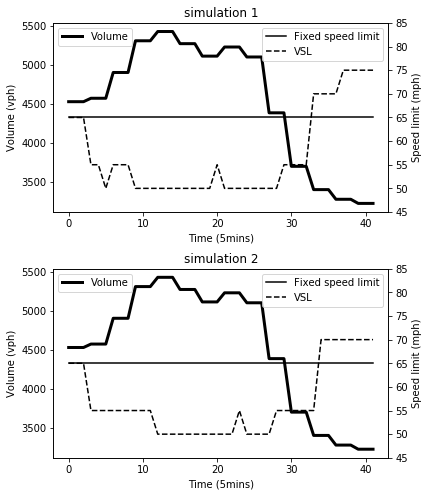 simulation 1
Volume
Fixed speed limit
VSL
Volume (vph)
5500
5000
4500
4000
3500
85
80
75
70
65
60
55
50
45
Speed limit (mph)
0 10 20 30 40
Time (5mins)
simulation 2
Volume
Fixed speed limit
VSL
Volume (vph)
5500
5000
4500
4000
3500
85
80
75
70
65
60
55
50
45
Speed limit (mph)
0 10 20 30 40
Time (5mins)